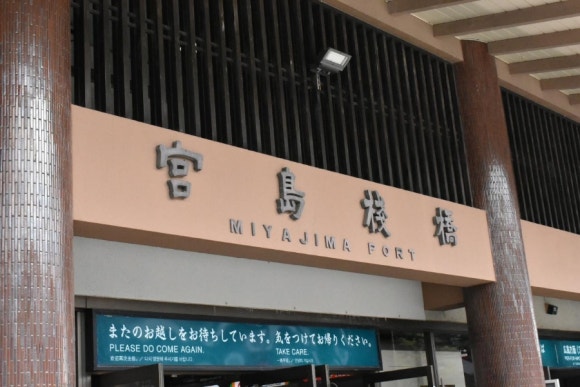 宮島棧橋
MIYAJIMA PORT
またのお越しをお待ちしています。 気をつけてお帰りください。
PLEASE DO COME AGAIN. TAKE CARE.